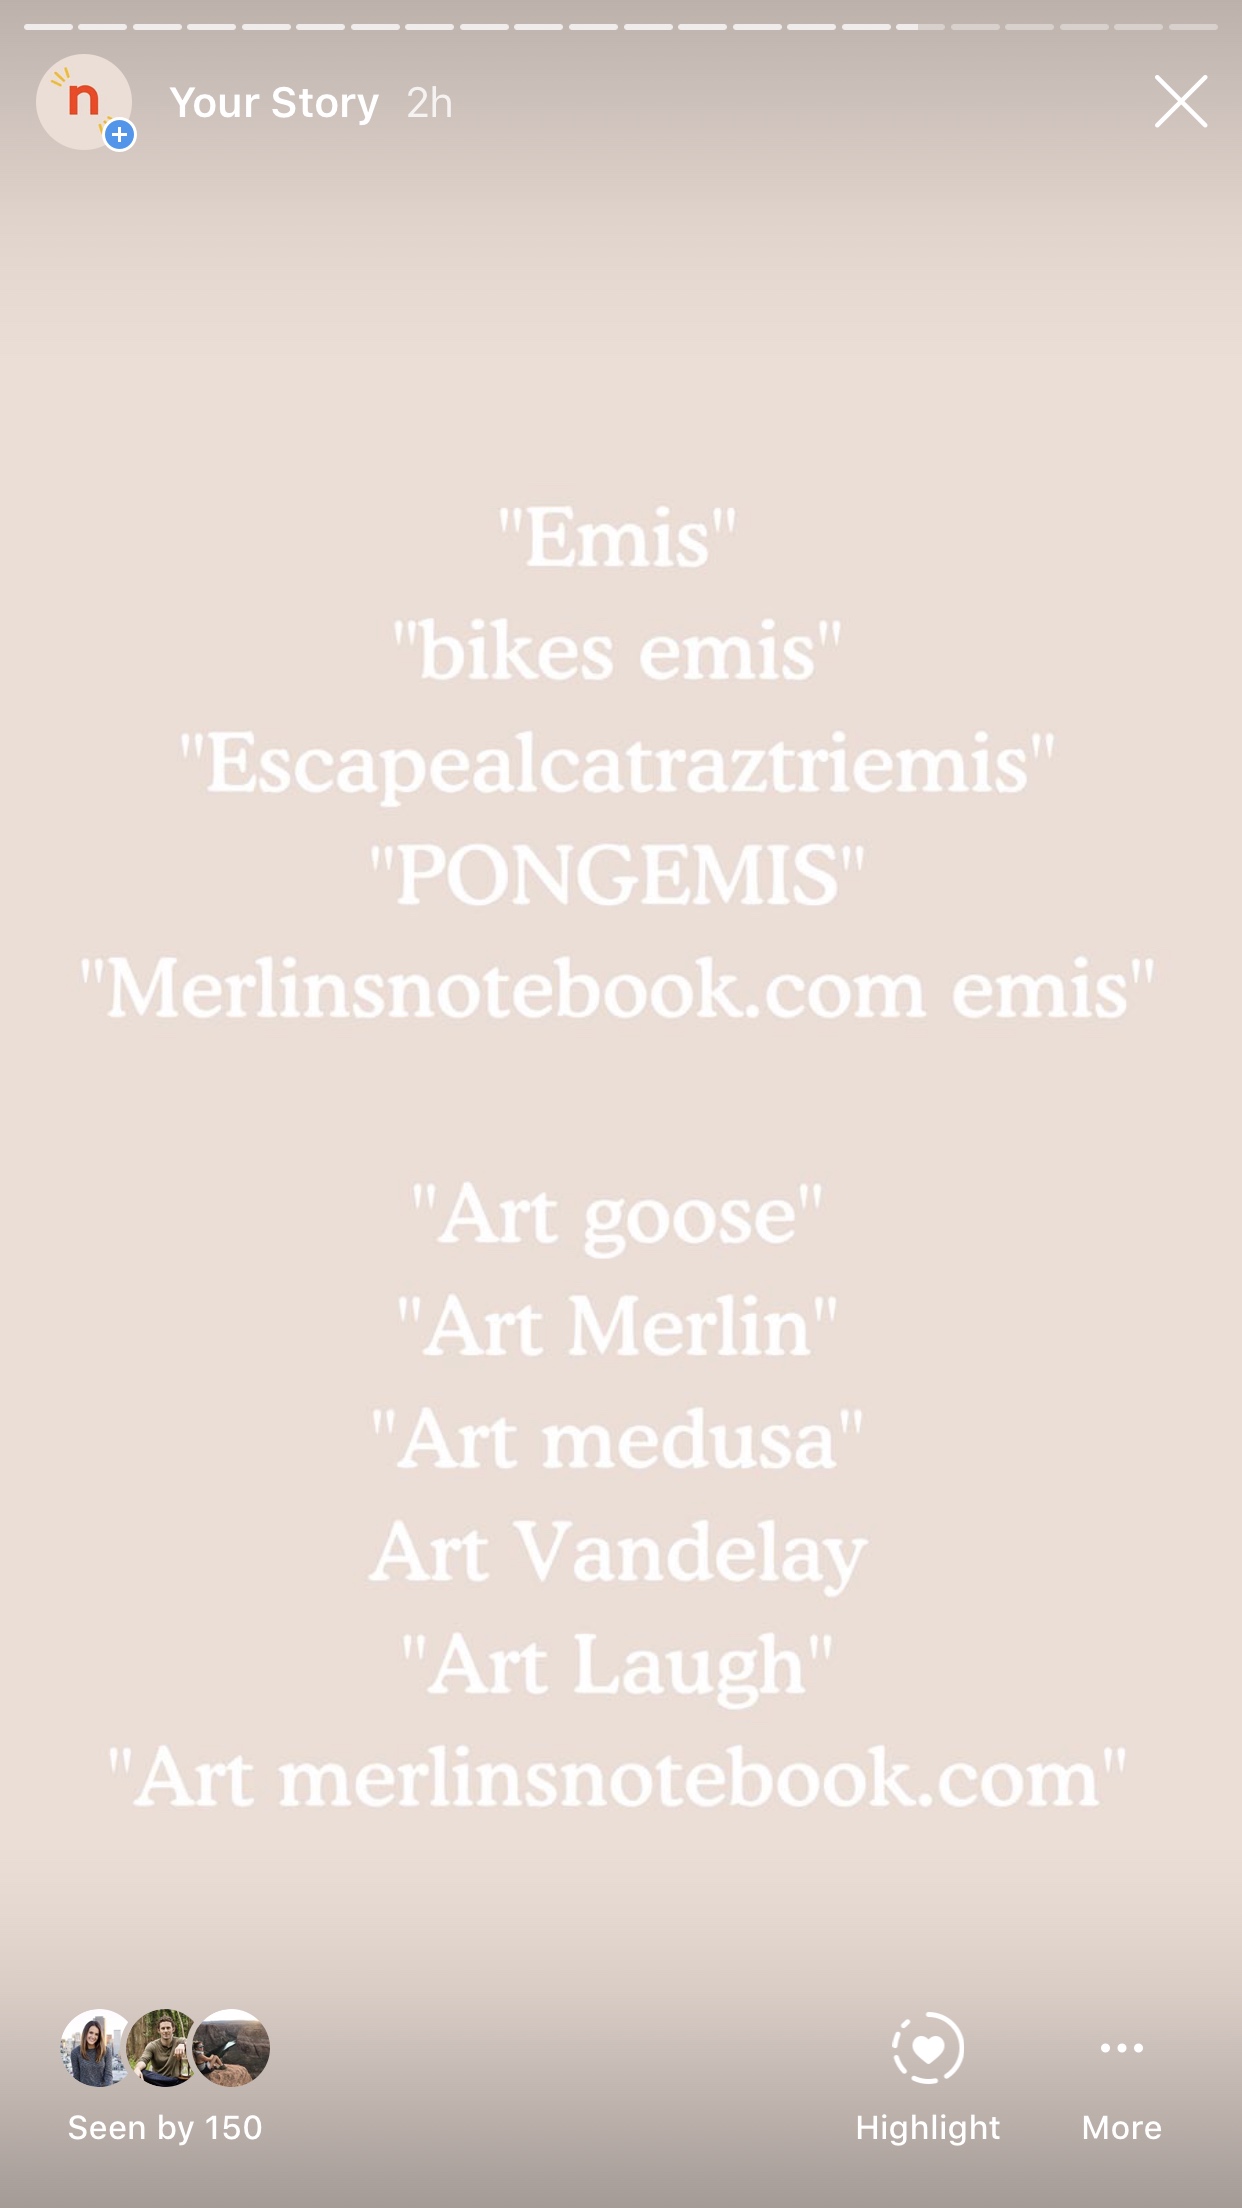 n
Your Story 2h
"Emis"
"bikes emis"
"Escapealcatraztriemis"
"PONGEMIS"
"Merlinsnotebook.com emis"
"Art goose"
"Art Merlin"
"Art medusa"
Art Vandelay
"Art Laugh"
"Art merlinsnotebook.com"
Seen by 150
Highlight
More